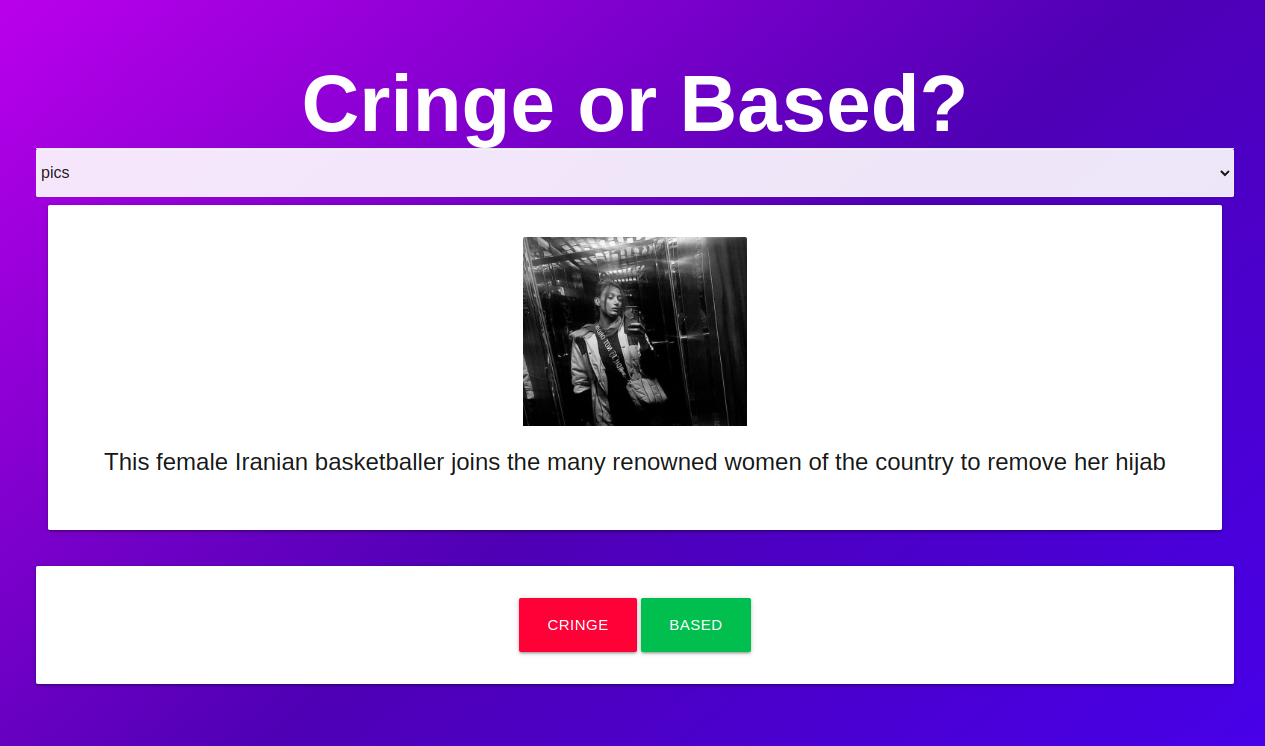 Cringe or Based?
pics
This female Iranian basketballer joins the many renowned women of the country to remove her hijab
CRINGE
BASED